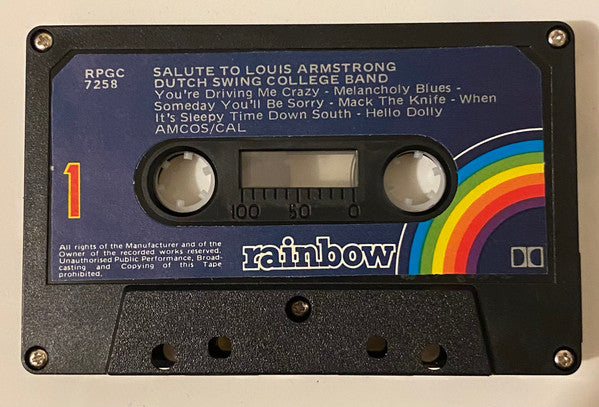 RPGC
7258
SALUTE TO LOUIS ARMSTRONG
DUTCH SWING COLLEGE BAND
You're Driving Me Crazy - Melancholy Blues -
Someday You'll Be Sorry - Mack The Knife - When
It's Sleepy Time Down South - Hello Dolly
AMCOS/CAL
1
100 50 0
All rights of the Manufacturer and of the
Owner of the recorded works reserved.
Unauthorised Public Performance, Broad-
casting and Copying of this Tape
prohibited.
rainbow